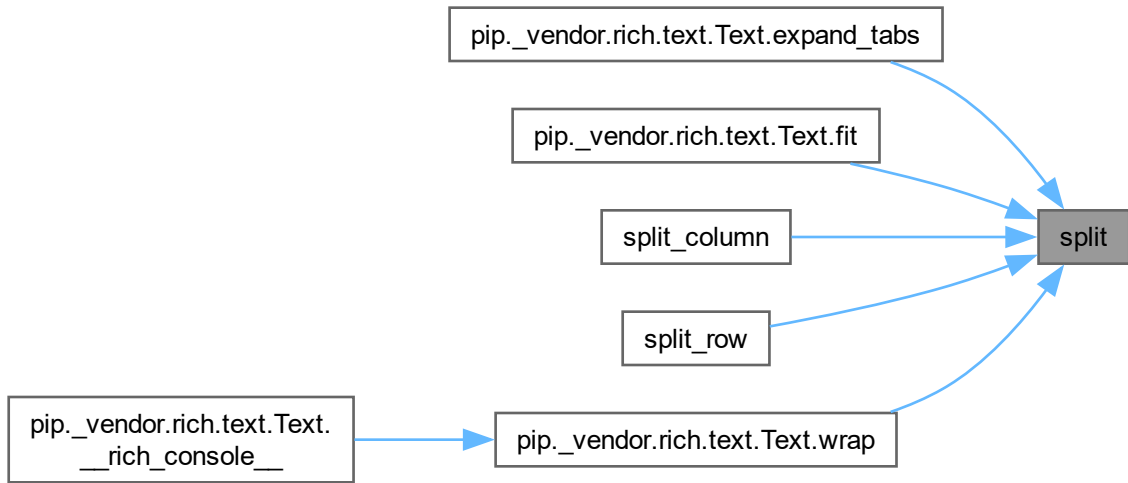 pip._vendor.rich.text.Text.expand_tabs
pip._vendor.rich.text.Text.fit
split_column
split
split_row
pip._vendor.rich.text.Text.
__rich_console__
pip._vendor.rich.text.Text.wrap